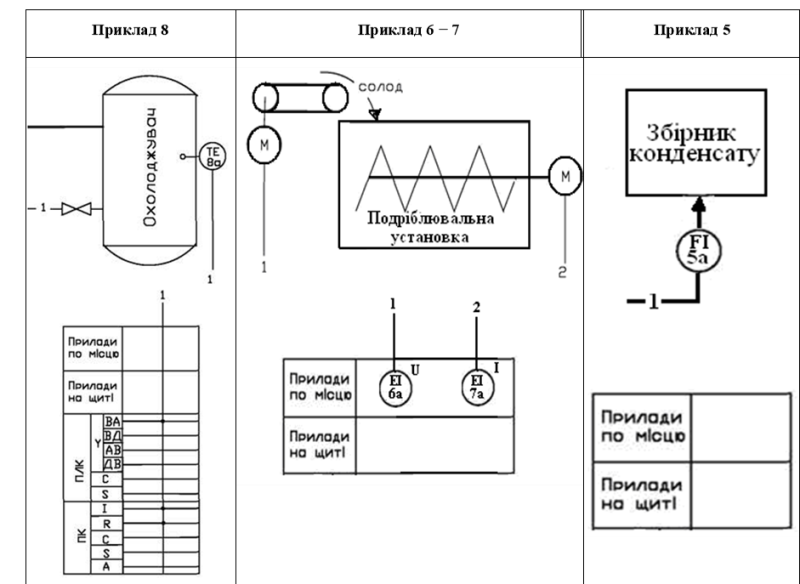 Приклад 8
Приклад 6 − 7
Приклад 5
Охолоджувач
TE
8a
1
1
1
Прилади
по місцю
Прилади
на щиті
ПЛК
Y
ВА
ВД
АВ
ДВ
C
S
ПК
I
R
C
S
A
солод
M
M
Подріблювальна
установка
1
2
1
2
Прилади
по місцю
EI
6a
U
EI
7a
I
Прилади
на щиті
Збірник
конденсату
FI
5a
1
Прилади
по місцю
Прилади
на щиті